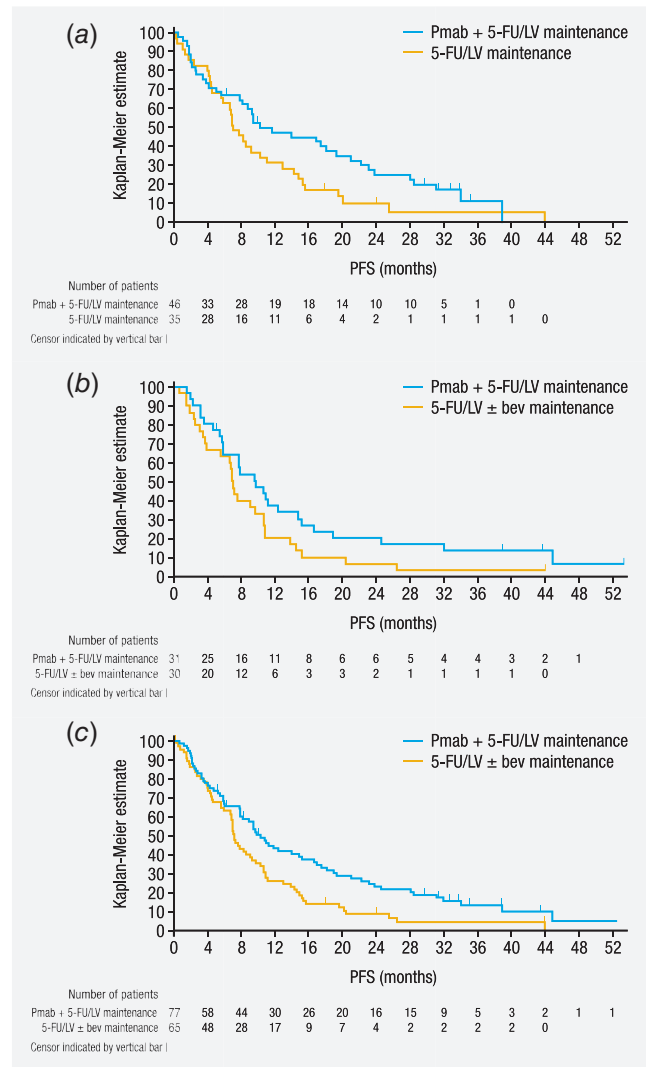 (a)
Pmab + 5-FU/LV maintenance
5-FU/LV maintenance
Kaplan-Meier estimate
100
90
80
70
60
50
40
30
20
10
0
0 4 8 12 16 20 24 28 32 36 40 44 48 52
PFS (months)
Number of patients
Pmab + 5-FU/LV maintenance 46 33 28 19 18 14 10 10 5 1 0
5-FU/LV maintenance 35 28 16 11 6 4 2 1 1 1 1 0
Censor indicated by vertical bar |
(b)
Pmab + 5-FU/LV maintenance
5-FU/LV ± bev maintenance
Kaplan-Meier estimate
100
90
80
70
60
50
40
30
20
10
0
0 4 8 12 16 20 24 28 32 36 40 44 48 52
PFS (months)
Number of patients
Pmab + 5-FU/LV maintenance 31 25 16 11 8 6 6 5 4 4 3 2 1
5-FU/LV ± bev maintenance 30 20 12 6 3 3 2 1 1 1 1 0
Censor indicated by vertical bar |
(c)
Pmab + 5-FU/LV maintenance
5-FU/LV ± bev maintenance
Kaplan-Meier estimate
100
90
80
70
60
50
40
30
20
10
0
0 4 8 12 16 20 24 28 32 36 40 44 48 52
PFS (months)
Number of patients
Pmab + 5-FU/LV maintenance 77 58 44 30 26 20 16 15 9 5 3 2 1 1
5-FU/LV ± bev maintenance 65 48 28 17 9 7 4 2 2 2 2 0
Censor indicated by vertical bar |